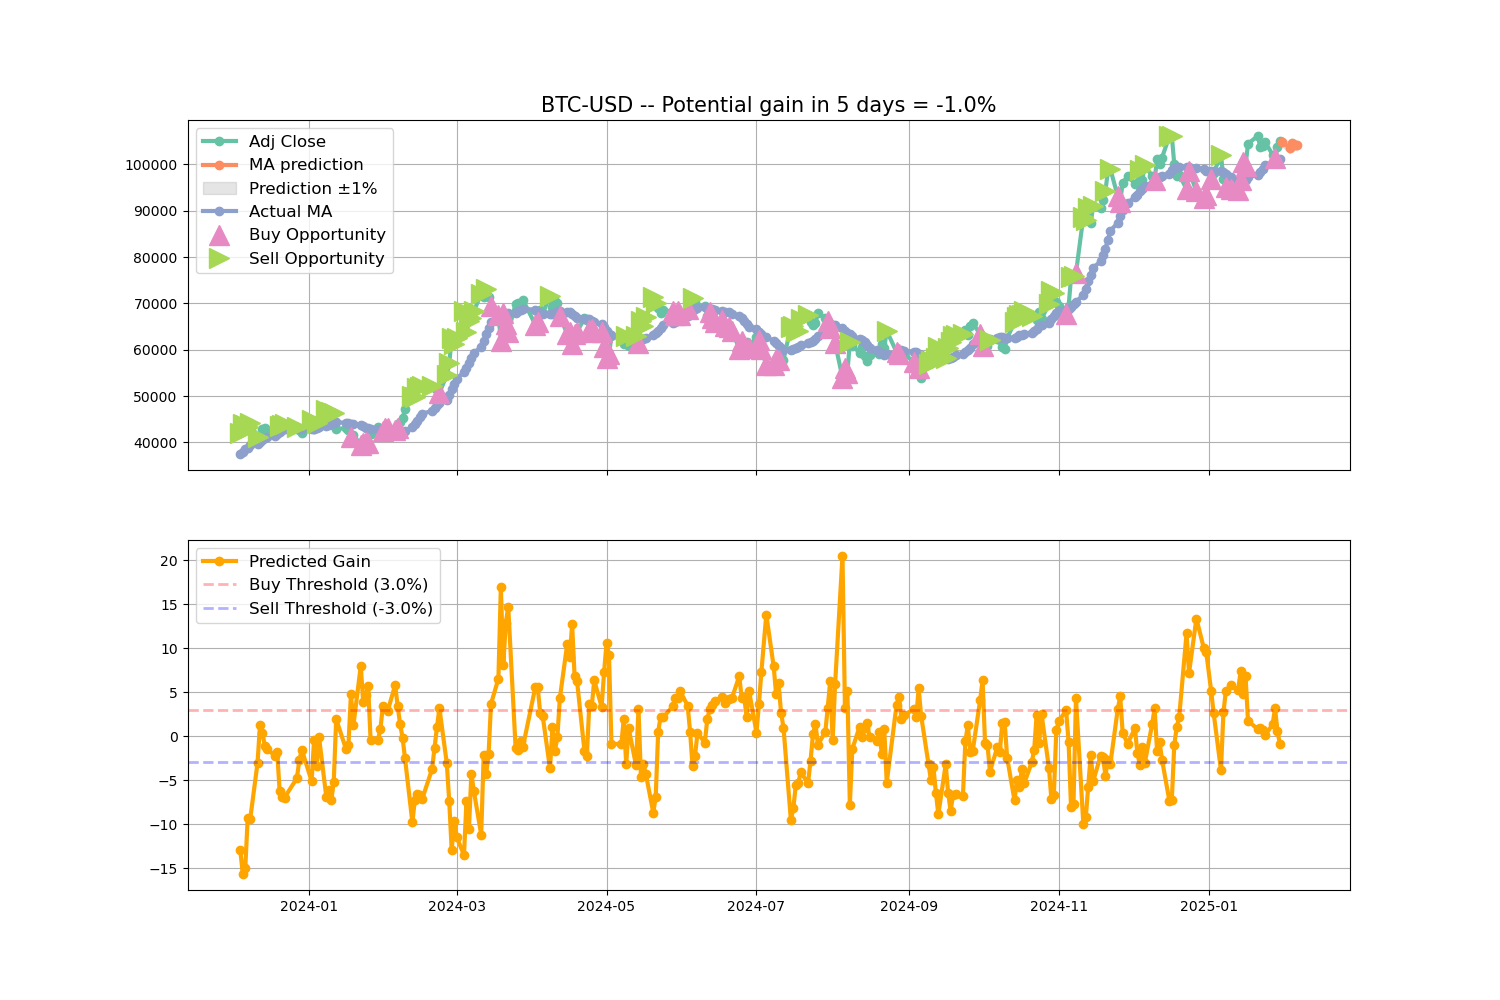 BTC-USD -- Potential gain in 5 days = -1.0%
Adj Close
MA prediction
Prediction ±1%
Actual MA
Buy Opportunity
Sell Opportunity
100000
90000
80000
70000
60000
50000
40000
Predicted Gain
Buy Threshold (3.0%)
Sell Threshold (-3.0%)
20
15
10
5
0
−5
−10
−15
2024-01 2024-03 2024-05 2024-07 2024-09 2024-11 2025-01